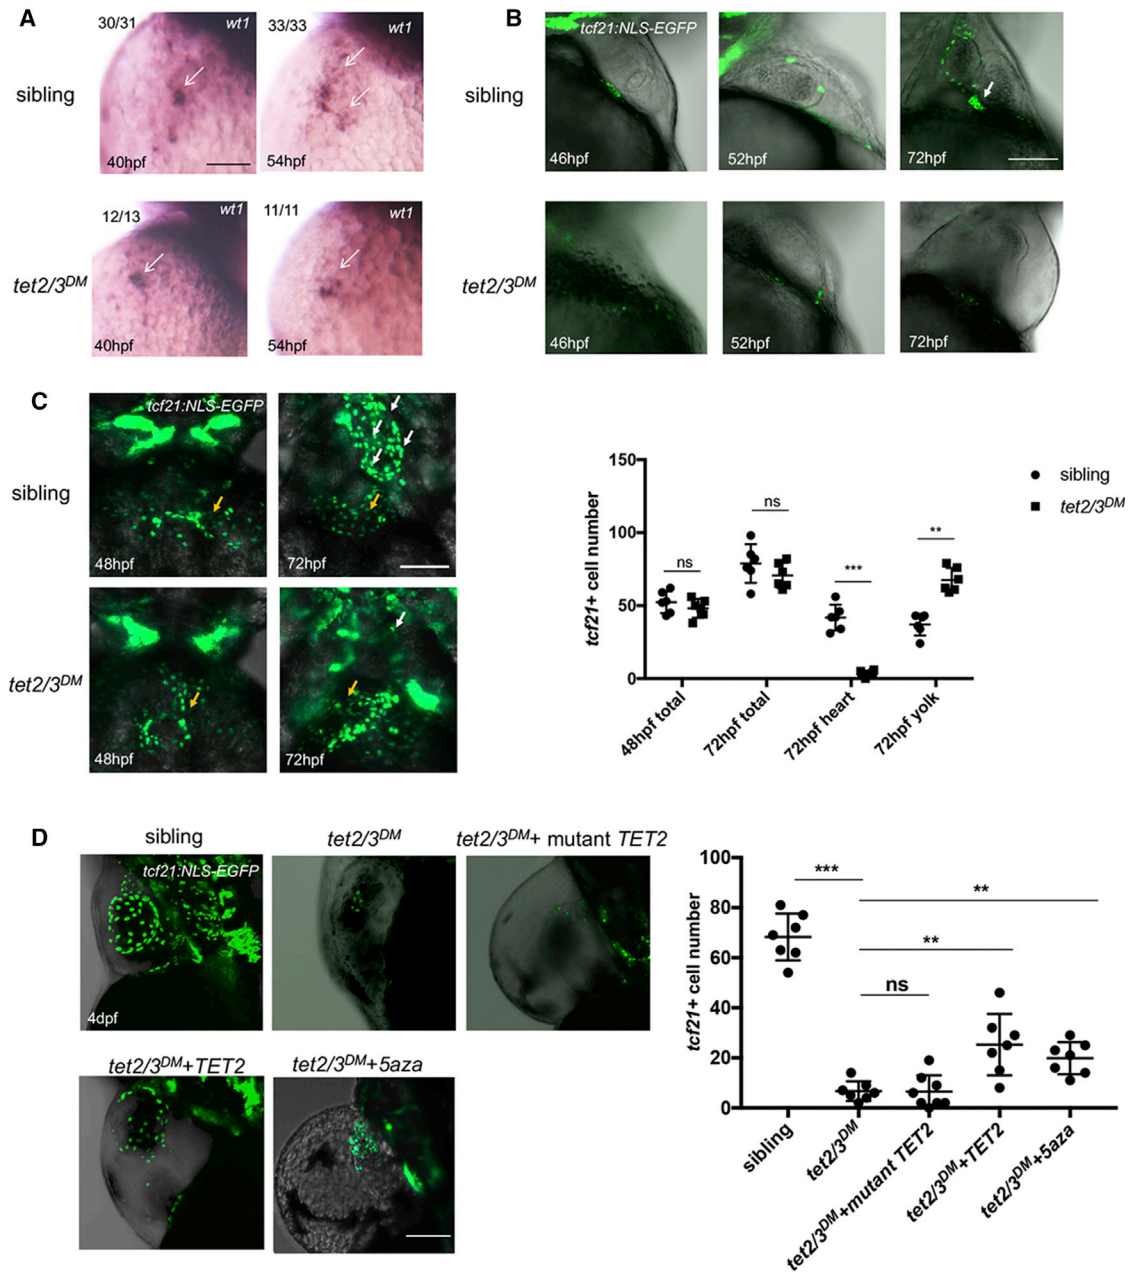 A
30/31
wt1
33/33
wt1
sibling
40hpf
54hpf
12/13
wt1
11/11
wt1
tet2/3DM
40hpf
54hpf
B
tcf21:NLS-EGFP
sibling
46hpf
52hpf
72hpf
tet2/3DM
46hpf
52hpf
72hpf
C
tcf21:NLS-EGFP
sibling
48hpf
72hpf
tet2/3DM
48hpf
72hpf
tcf21+ cell number
150
100
50
0
ns
ns
***
**
48hpf total
72hpf total
72hpf heart
72hpf yolk
sibling
tet2/3DM
D
sibling
tet2/3DM
tet2/3DM+ mutant TET2
tcf21:NLS-EGFP
4dpf
tet2/3DM+TET2
tet2/3DM+5aza
tcf21+ cell number
100
80
60
40
20
0
***
**
**
ns
sibling
tet2/3DM
tet2/3DM+mutant TET2
tet2/3DM+TET2
tet2/3DM+5aza